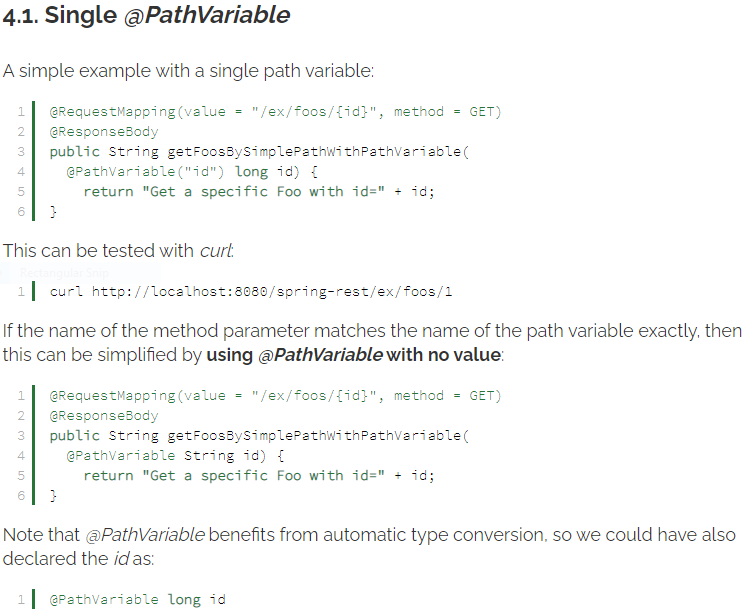 4.1. Single @PathVariable
A simple example with a single path variable:
1 @RequestMapping(value = "/ex/foos/{id}", method = GET)
2 @ResponseBody
3 public String getFoosBySimplePathWithPathVariable(
4 @PathVariable("id") long id) {
5 return "Get a specific Foo with id=" + id;
6 }
This can be tested with curl:
Rectangular Snip
1 curl http://localhost:8080/spring-rest/ex/foos/1
If the name of the method parameter matches the name of the path variable exactly, then
this can be simplified by using @PathVariable with no value:
1 @RequestMapping(value = "/ex/foos/{id}", method = GET)
2 @ResponseBody
3 public String getFoosBySimplePathWithPathVariable(
4 @PathVariable String id) {
5 return "Get a specific Foo with id=" + id;
6 }
Note that @PathVariable benefits from automatic type conversion, so we could have also
declared the id as:
1 @PathVariable long id